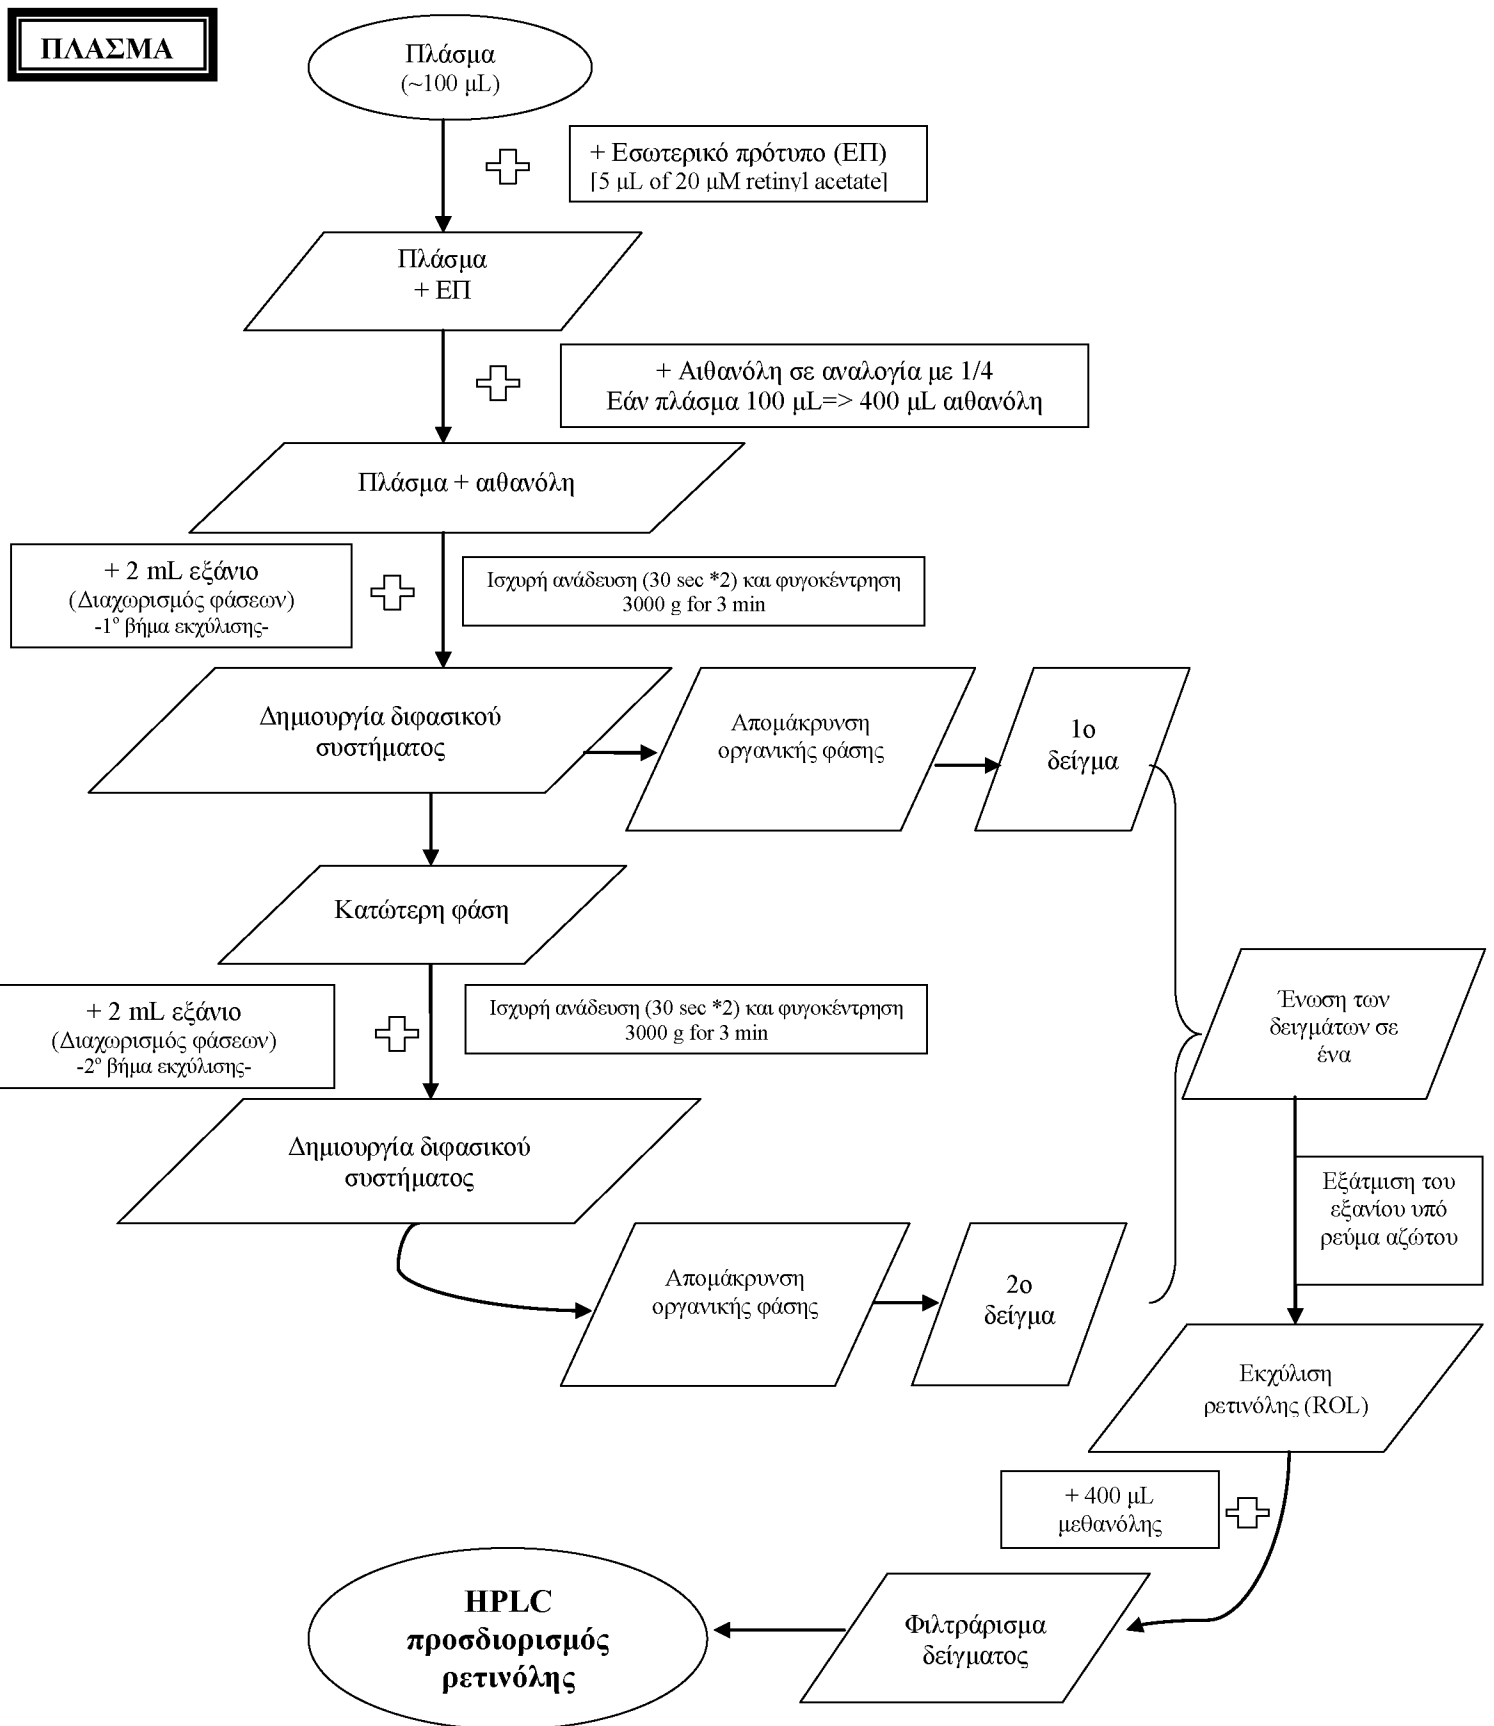 ΠΛΑΣΜΑ
Πλάσμα
(~100 μL)
+ Εσωτερικό πρότυπο (ΕΠ)
[5 μL of 20 μM retinyl acetate]
Πλάσμα
+ ΕΠ
+ Αιθανόλη σε αναλογία με 1/4
Εάν πλάσμα 100 μL=> 400 μL αιθανόλη
Πλάσμα + αιθανόλη
+ 2 mL εξάνιο
(Διαχωρισμός φάσεων)
-1º βήμα εκχύλισης-
Ισχυρή ανάδευση (30 sec *2) και φυγοκέντρηση
3000 g for 3 min
Δημιουργία διφασικού
συστήματος
Απομάκρυνση
οργανικής φάσης
1ο
δείγμα
Κατώτερη φάση
+ 2 mL εξάνιο
(Διαχωρισμός φάσεων)
-2º βήμα εκχύλισης-
Ισχυρή ανάδευση (30 sec *2) και φυγοκέντρηση
3000 g for 3 min
Ένωση των
δειγμάτων σε
ένα
Δημιουργία διφασικού
συστήματος
Εξάτμιση του
εξανίου υπό
ρεύμα αζώτου
Απομάκρυνση
οργανικής φάσης
2ο
δείγμα
Εκχύλιση
ρετινόλης (ROL)
+ 400 μL
μεθανόλης
Φιλτράρισμα
δείγματος
HPLC
προσδιορισμός
ρετινόλης